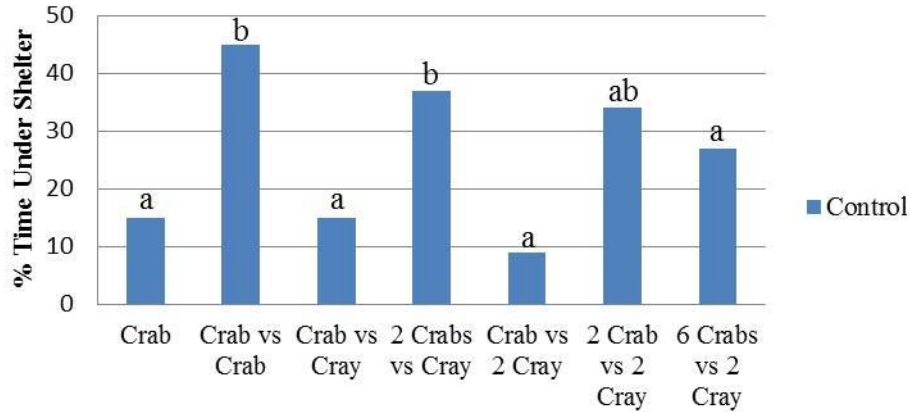 50
40
30
20
10
0
% Time Under Shelter
a
b
a
b
a
ab
a
Crab
Crab vs
Crab
Crab vs
Cray
2 Crabs
vs Cray
Crab vs
2 Cray
2 Crab
vs 2
Cray
6 Crabs
vs 2
Cray
Control